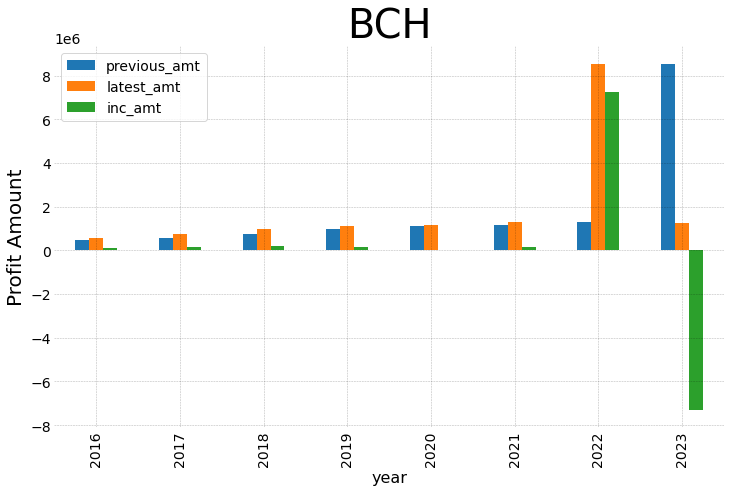 BCH
1e6
previous_amt
latest_amt
inc_amt
8
6
4
2
0
−2
−4
−6
−8
Profit Amount
2016
2017
2018
2019
2020
2021
2022
2023
year